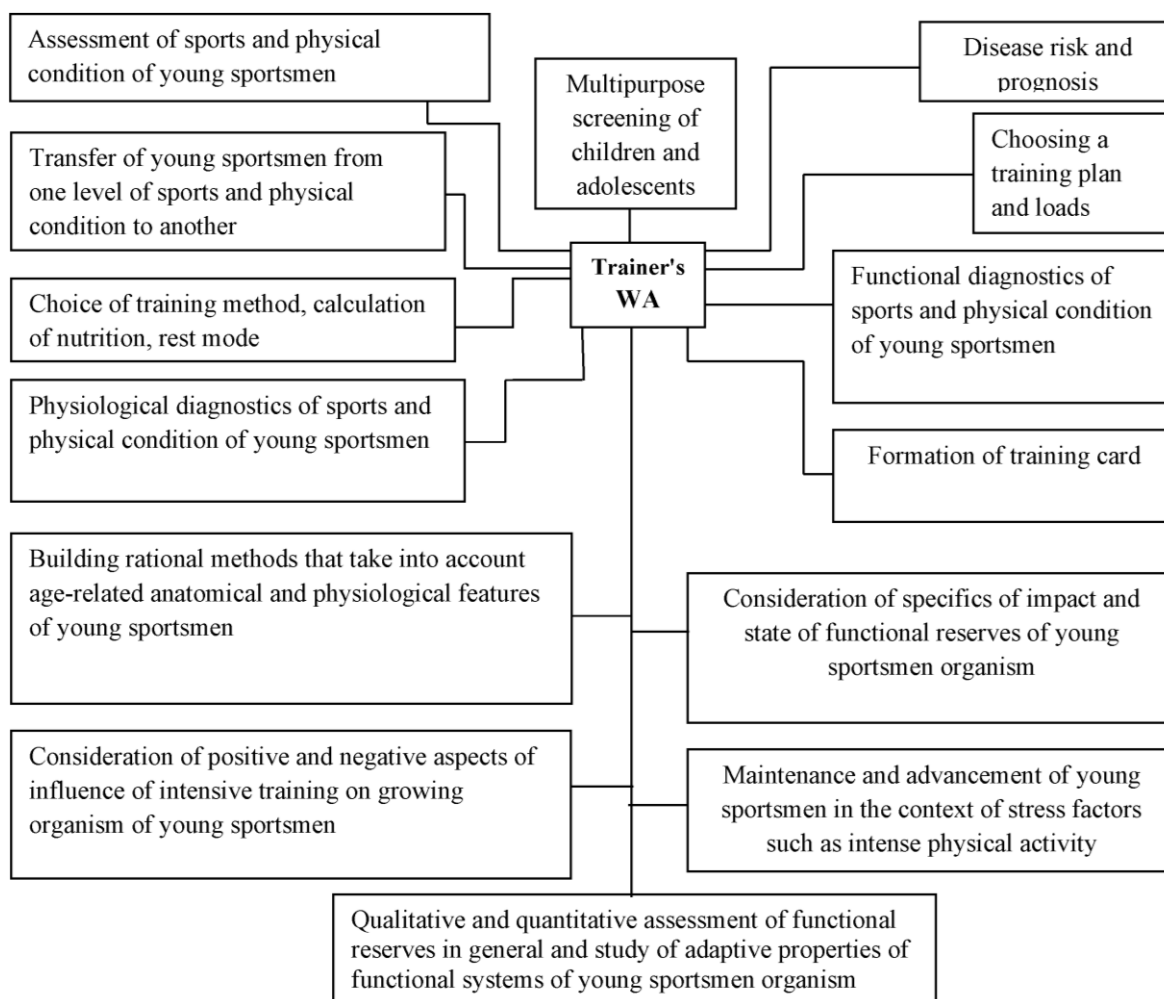 Assessment of sports and physical
condition of young sportsmen
Multipurpose
screening of
children and
adolescents
Disease risk and
prognosis
Transfer of young sportsmen from
one level of sports and physical
condition to another
Choosing a
training plan
and loads
Trainer's
WA
Choice of training method, calculation
of nutrition, rest mode
Functional diagnostics of
sports and physical condition
of young sportsmen
Physiological diagnostics of sports and
physical condition of young sportsmen
Formation of training card
Building rational methods that take into account
age-related anatomical and physiological features
of young sportsmen
Consideration of specifics of impact and
state of functional reserves of young
sportsmen organism
Consideration of positive and negative aspects of
influence of intensive training on growing
organism of young sportsmen
Maintenance and advancement of young
sportsmen in the context of stress factors
such as intense physical activity
Qualitative and quantitative assessment of functional
reserves in general and study of adaptive properties of
functional systems of young sportsmen organism